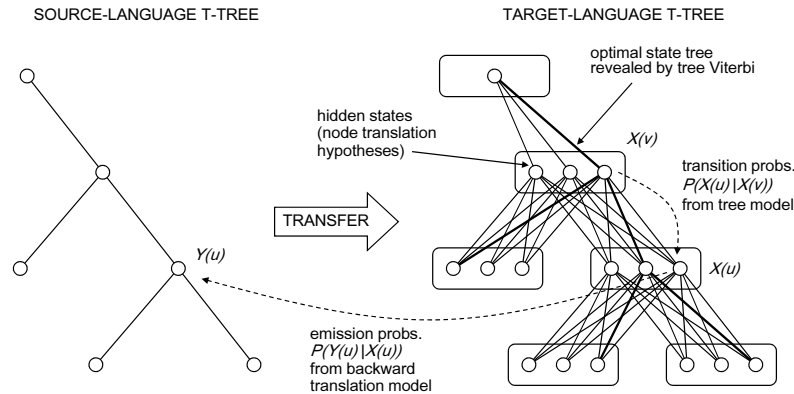 SOURCE-LANGUAGE T-TREE
TARGET-LANGUAGE T-TREE
optimal state tree
revealed by tree Viterbi
hidden states
(node translation
hypotheses)
X(v)
transition probs.
P(X(u)|X(v))
from tree model
TRANSFER
Y(u)
X(u)
emission probs.
P(Y(u)|X(u))
from backward
translation model